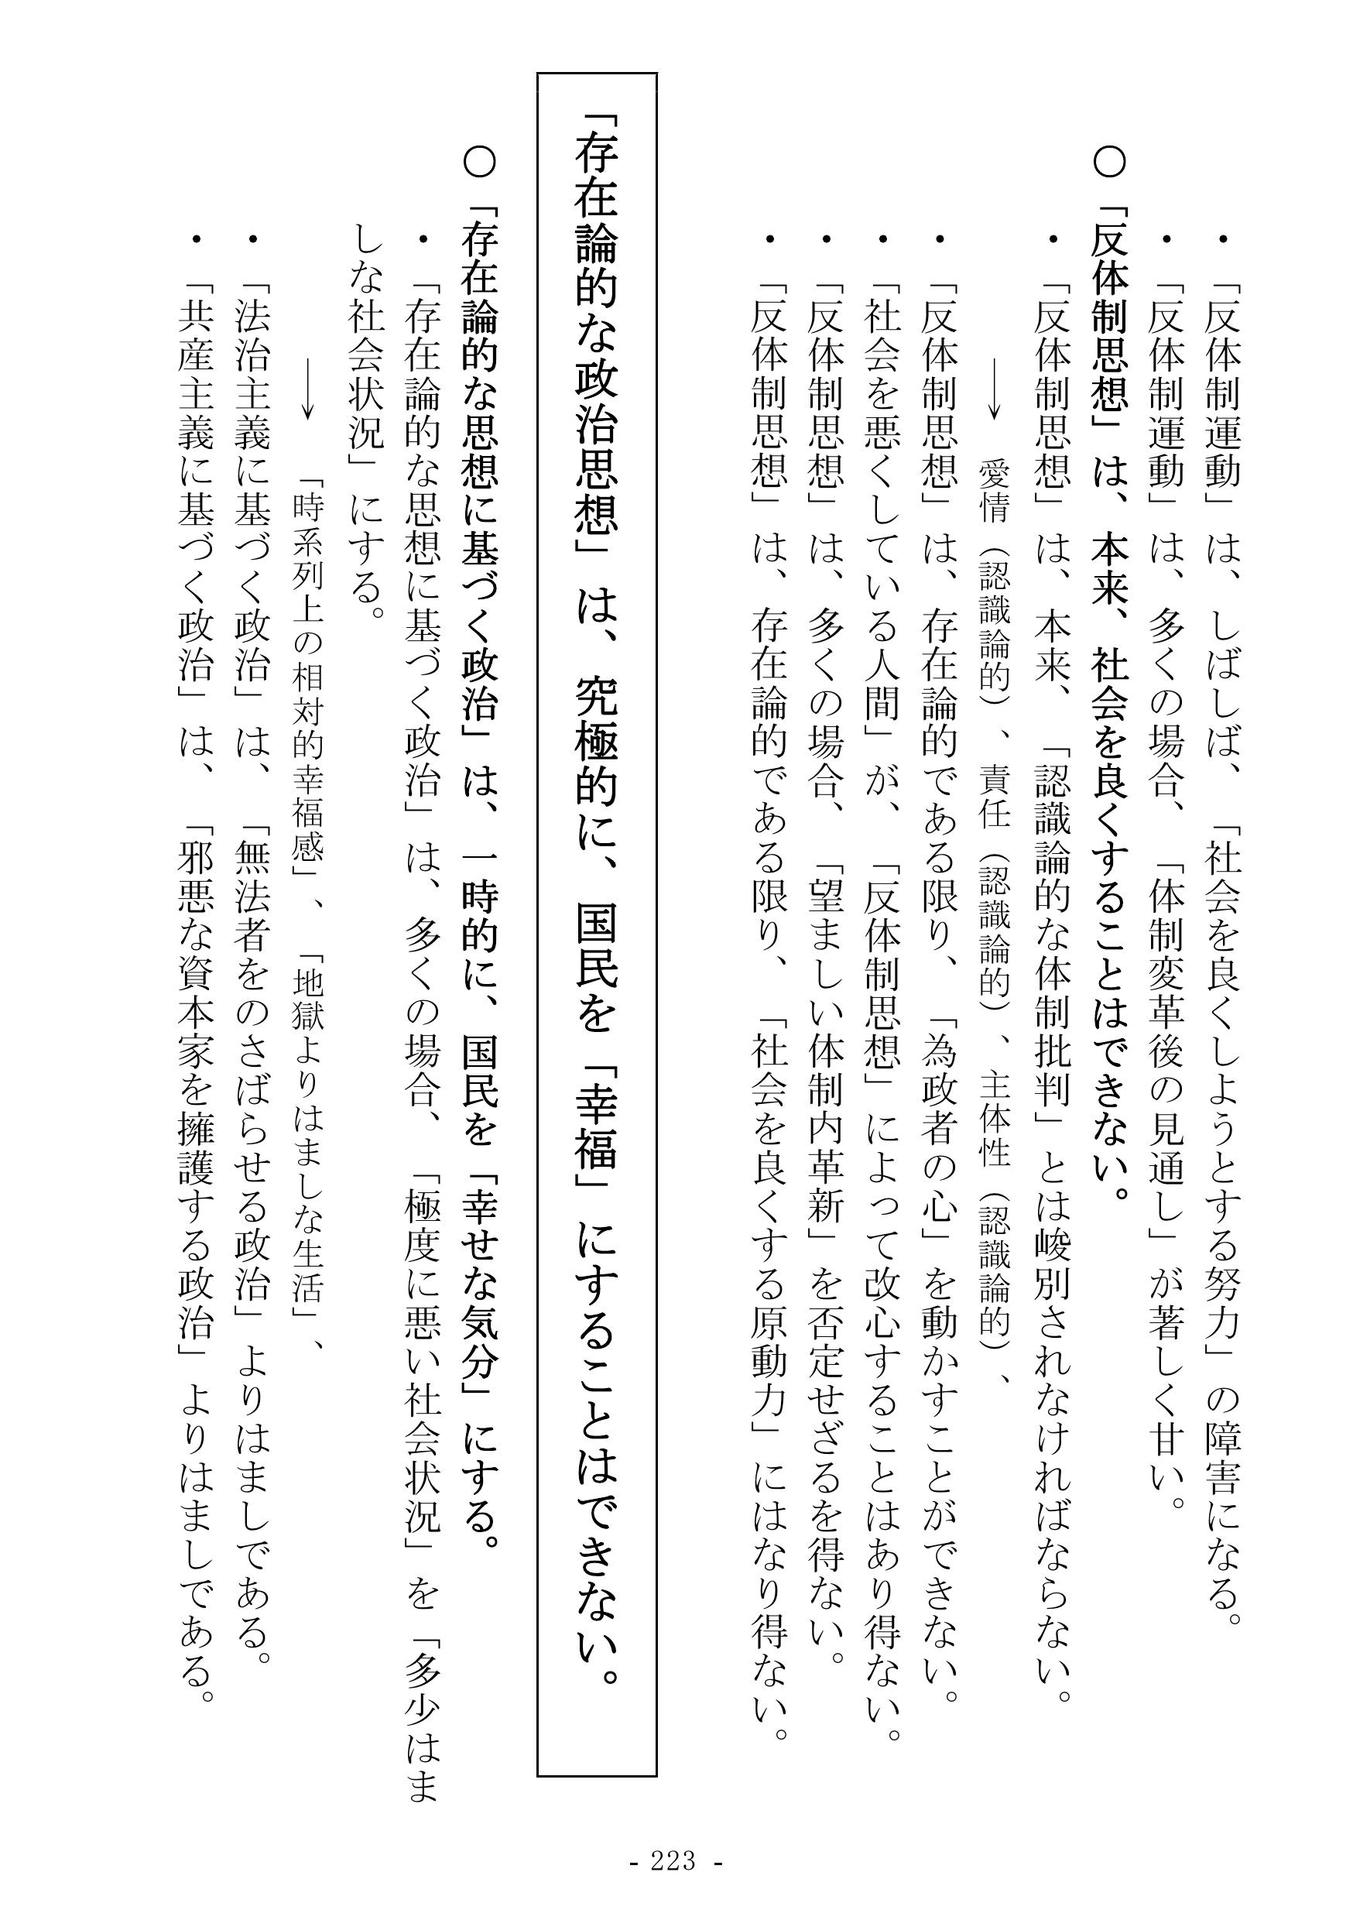 ・「反体制運動」は、しばしば、「社会を良くしようとする努力」の障害になる。
・「反体制運動」は、多くの場合、「体制変革後の見通し」が著しく甘い。
○「反体制思想」は、本来、社会を良くすることはできない。
・「反体制思想」は、本来、「認識論的な体制批判」とは峻別されなければならない。
→ 愛情(認識論的)、責任(認識論的)、主体性(認識論的)、
・「反体制思想」は、存在論的である限り、「為政者の心」を動かすことができない。
・「社会を悪くしている人間」が、「反体制思想」によって改心することはあり得ない。
・「反体制思想」は、多くの場合、「望ましい体制内革新」を否定せざるを得ない。
・「反体制思想」は、存在論的である限り、「社会を良くする原動力」にはなり得ない。
「存在論的な政治思想」は、究極的に、国民を「幸福」にすることはできない。
○「存在論的な思想に基づく政治」は、一時的に、国民を「幸せな気分」にする。
・「存在論的な思想に基づく政治」は、多くの場合、「極度に悪い社会状況」を「多少はま
しな社会状況」にする。
→ 「時系列上の相対的幸福感」、「地獄よりはましな生活」、
・「法治主義に基づく政治」は、「無法者をのさばらせる政治」よりはましである。
・「共産主義に基づく政治」は、「邪悪な資本家を擁護する政治」よりはましである。
- 223 -